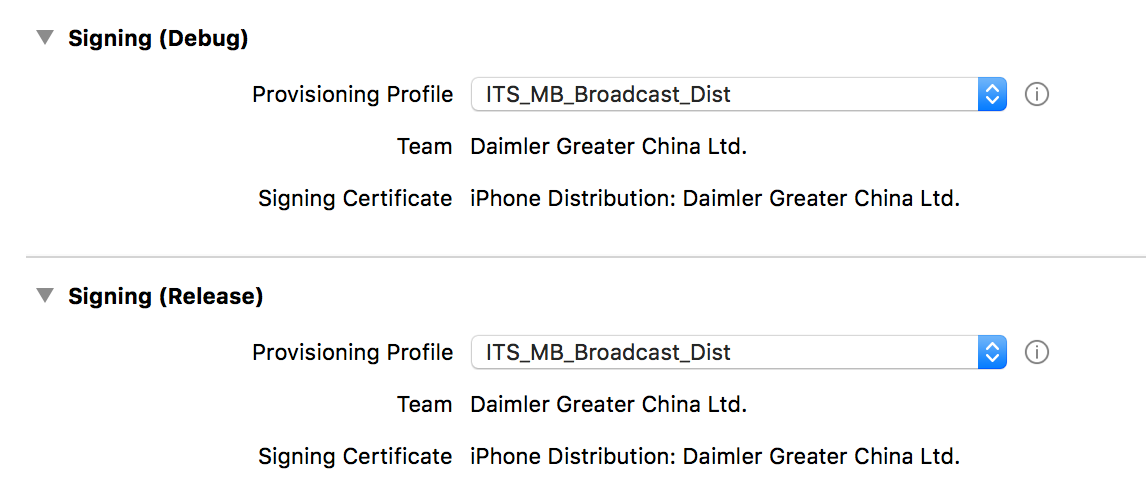 Signing (Debug)
Provisioning Profile ITS_MB_Broadcast_Dist
Team Daimler Greater China Ltd.
Signing Certificate iPhone Distribution: Daimler Greater China Ltd.
Signing (Release)
Provisioning Profile ITS_MB_Broadcast_Dist
Team Daimler Greater China Ltd.
Signing Certificate iPhone Distribution: Daimler Greater China Ltd.